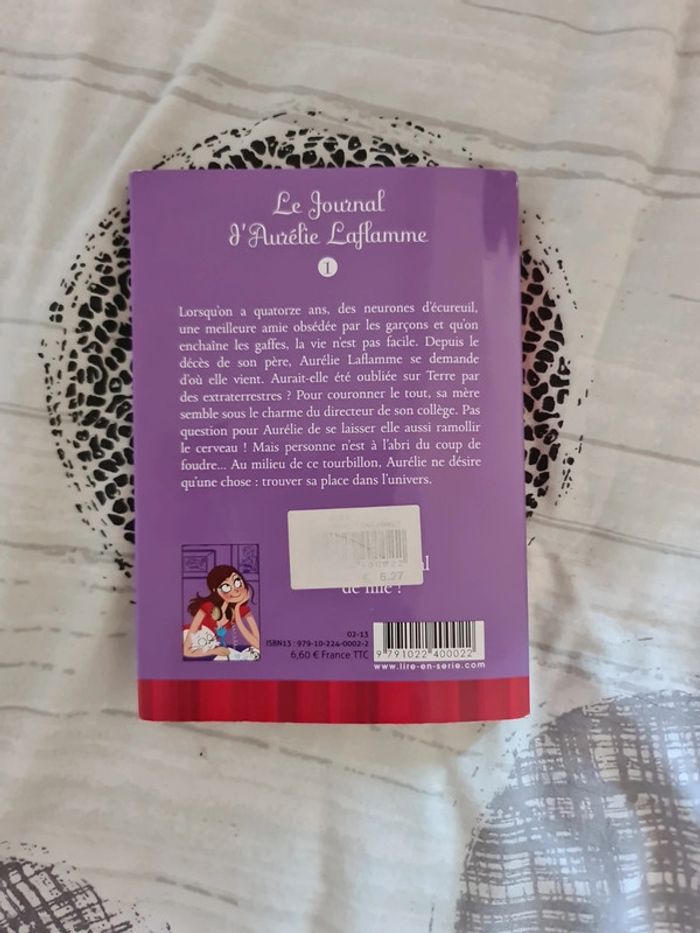 Le Journal
d'Aurélie Laflamme
1
Lorsqu'on a quatorze ans, des neurones d'écureuil,
une meilleure amie obsédée par les garçons et qu'on
enchaîne les gaffes, la vie n'est pas facile. Depuis le
décès de son père, Aurélie Laflamme se demande
d'où elle vient. Aurait-elle été oubliée sur Terre par
des extraterrestres ? Pour couronner le tout, sa mère
semble sous le charme du directeur de son collège. Pas
question pour Aurélie de se laisser elle aussi ramollir
le cerveau ! Mais personne n'est à l'abri du coup de
foudre... Au milieu de ce tourbillon, Aurélie ne désire
qu'une chose : trouver sa place dans l'univers.
€ 6.27
de fille !
02-13
ISBN13 : 979-10-224-0002-2
6,60 € France TTC
9 791022 400022
www.lire-en-serie.com